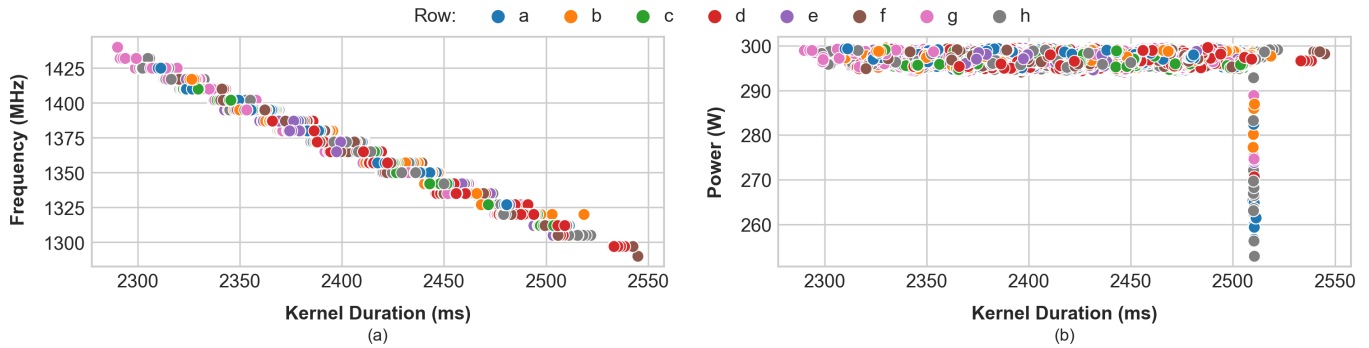 Row: a b c d e f g h
1425
1400
1375
1350
1325
1300
Frequency (MHz)
2300 2350 2400 2450 2500 2550
Kernel Duration (ms)
(a)
300
290
280
270
260
Power (W)
2300 2350 2400 2450 2500 2550
Kernel Duration (ms)
(b)